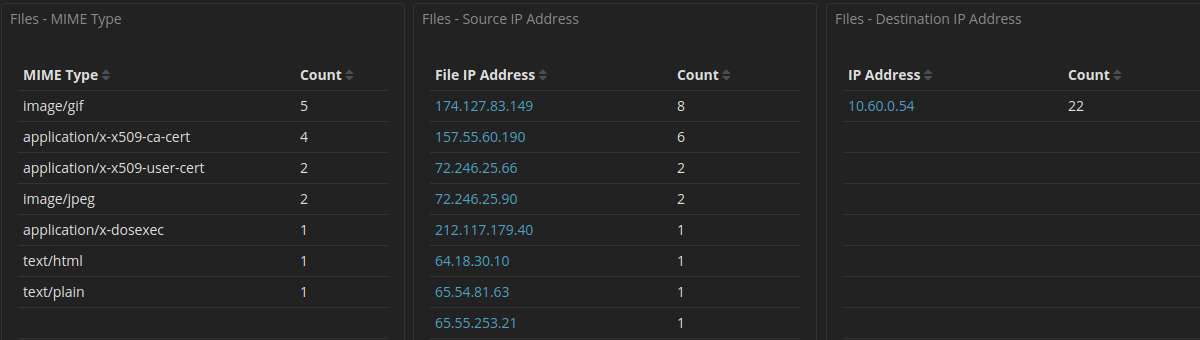 FIles - MIME Type
MIME Type Count
image/gif 5
application/x-x509-ca-cert 4
application/x-x509-user-cert 2
image/jpeg 2
application/x-dosexec 1
text/html 1
text/plain 1
FIles - Source IP Address
File IP Address Count
174.127.83.149 8
157.55.60.190 6
72.246.25.66 2
72.246.25.90 2
212.117.179.40 1
64.18.30.10 1
65.54.81.63 1
65.55.253.21 1
FIles - Destination IP Address
IP Address Count
10.60.0.54 22